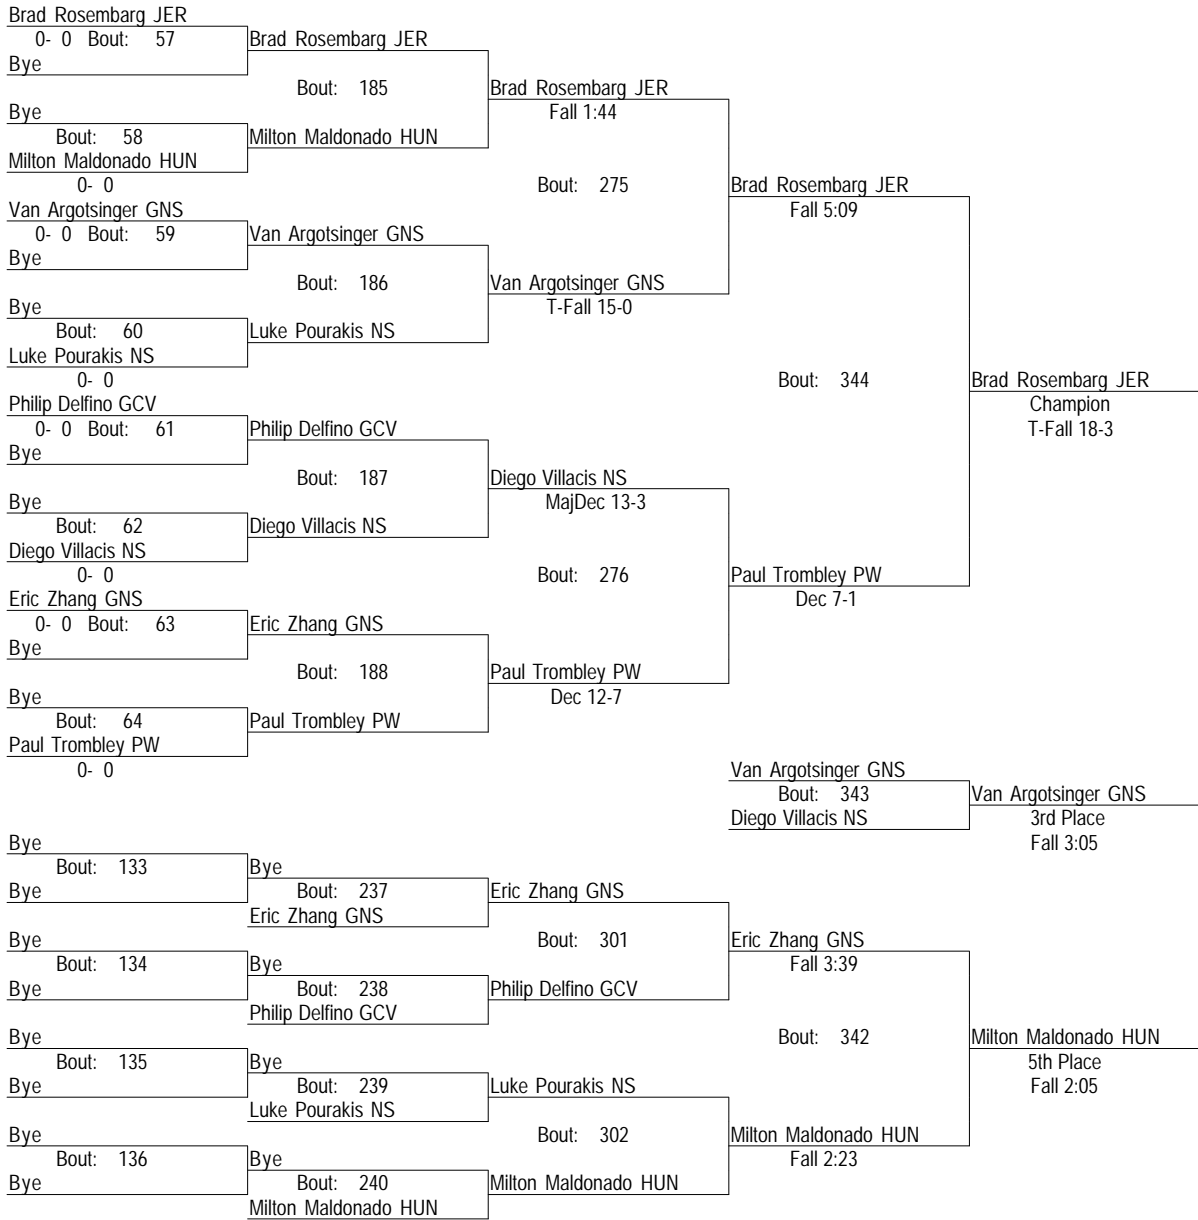 Brad Rosembarg JER
0- 0 Bout: 57
Brad Rosembarg JER
Bye
Bout: 185
Brad Rosembarg JER
Bye
Fall 1:44
Bout: 58
Milton Maldonado HUN
Milton Maldonado HUN
0- 0
Bout: 275
Brad Rosembarg JER
Van Argotsinger GNS
Fall 5:09
0- 0 Bout: 59
Van Argotsinger GNS
Bye
Bout: 186
Van Argotsinger GNS
Bye
T-Fall 15-0
Bout: 60
Luke Pourakis NS
Luke Pourakis NS
0- 0
Bout: 344
Brad Rosembarg JER
Philip Delfino GCV
Champion
0- 0 Bout: 61
Philip Delfino GCV
T-Fall 18-3
Bye
Bout: 187
Diego Villacis NS
Bye
MajDec 13-3
Bout: 62
Diego Villacis NS
Diego Villacis NS
0- 0
Bout: 276
Paul Trombley PW
Eric Zhang GNS
Dec 7-1
0- 0 Bout: 63
Eric Zhang GNS
Bye
Bout: 188
Paul Trombley PW
Bye
Dec 12-7
Bout: 64
Paul Trombley PW
Paul Trombley PW
0- 0
Van Argotsinger GNS
Bout: 343
Van Argotsinger GNS
Diego Villacis NS
3rd Place
Fall 3:05
Bye
Bout: 133
Bye
Bye
Bout: 237
Eric Zhang GNS
Eric Zhang GNS
Bye
Bout: 301
Eric Zhang GNS
Bout: 134
Bye
Fall 3:39
Bye
Bout: 238
Philip Delfino GCV
Philip Delfino GCV
Bye
Bout: 342
Milton Maldonado HUN
Bout: 135
Bye
5th Place
Bye
Bout: 239
Luke Pourakis NS
Fall 2:05
Luke Pourakis NS
Bye
Bout: 302
Milton Maldonado HUN
Bout: 136
Bye
Fall 2:23
Bye
Bout: 240
Milton Maldonado HUN
Milton Maldonado HUN